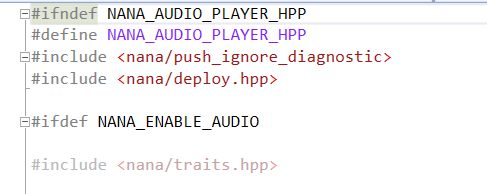 #ifndef NANA_AUDIO_PLAYER_HPP
#define NANA_AUDIO_PLAYER_HPP
#include <nana/push_ignore_diagnostic>
#include <nana/deploy.hpp>
#ifdef NANA_ENABLE_AUDIO
#include <nana/traits.hpp>